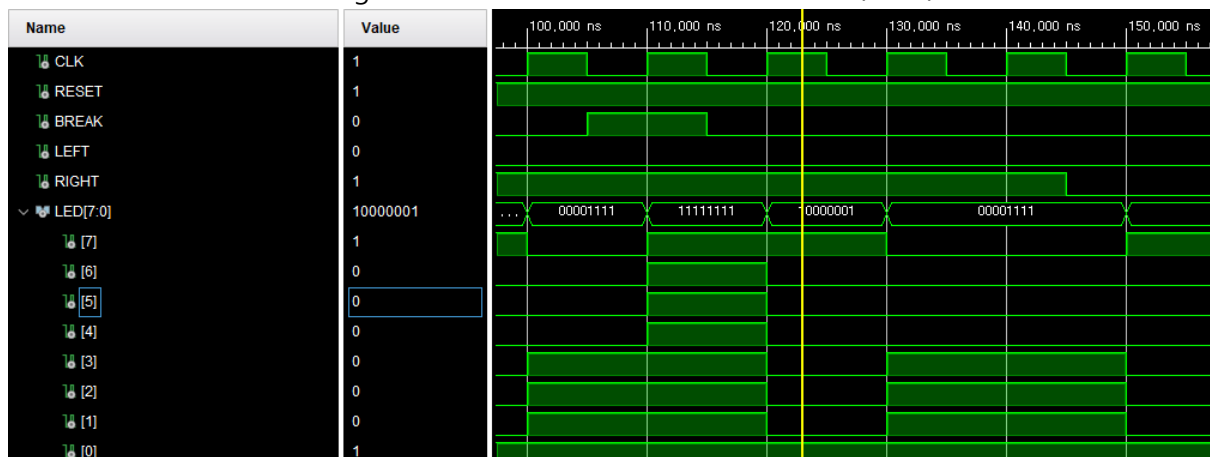 Name Value 100,000 ns 110,000 ns 120,000 ns 130,000 ns 140,000 ns 150,000 ns
CLK 1
RESET 1
BREAK 0
LEFT 0
RIGHT 1
LED[7:0] 10000001 ... 00001111 11111111 10000001 00001111
[7] 1
[6] 0
[5] 0
[4] 0
[3] 0
[2] 0
[1] 0
[0] 1